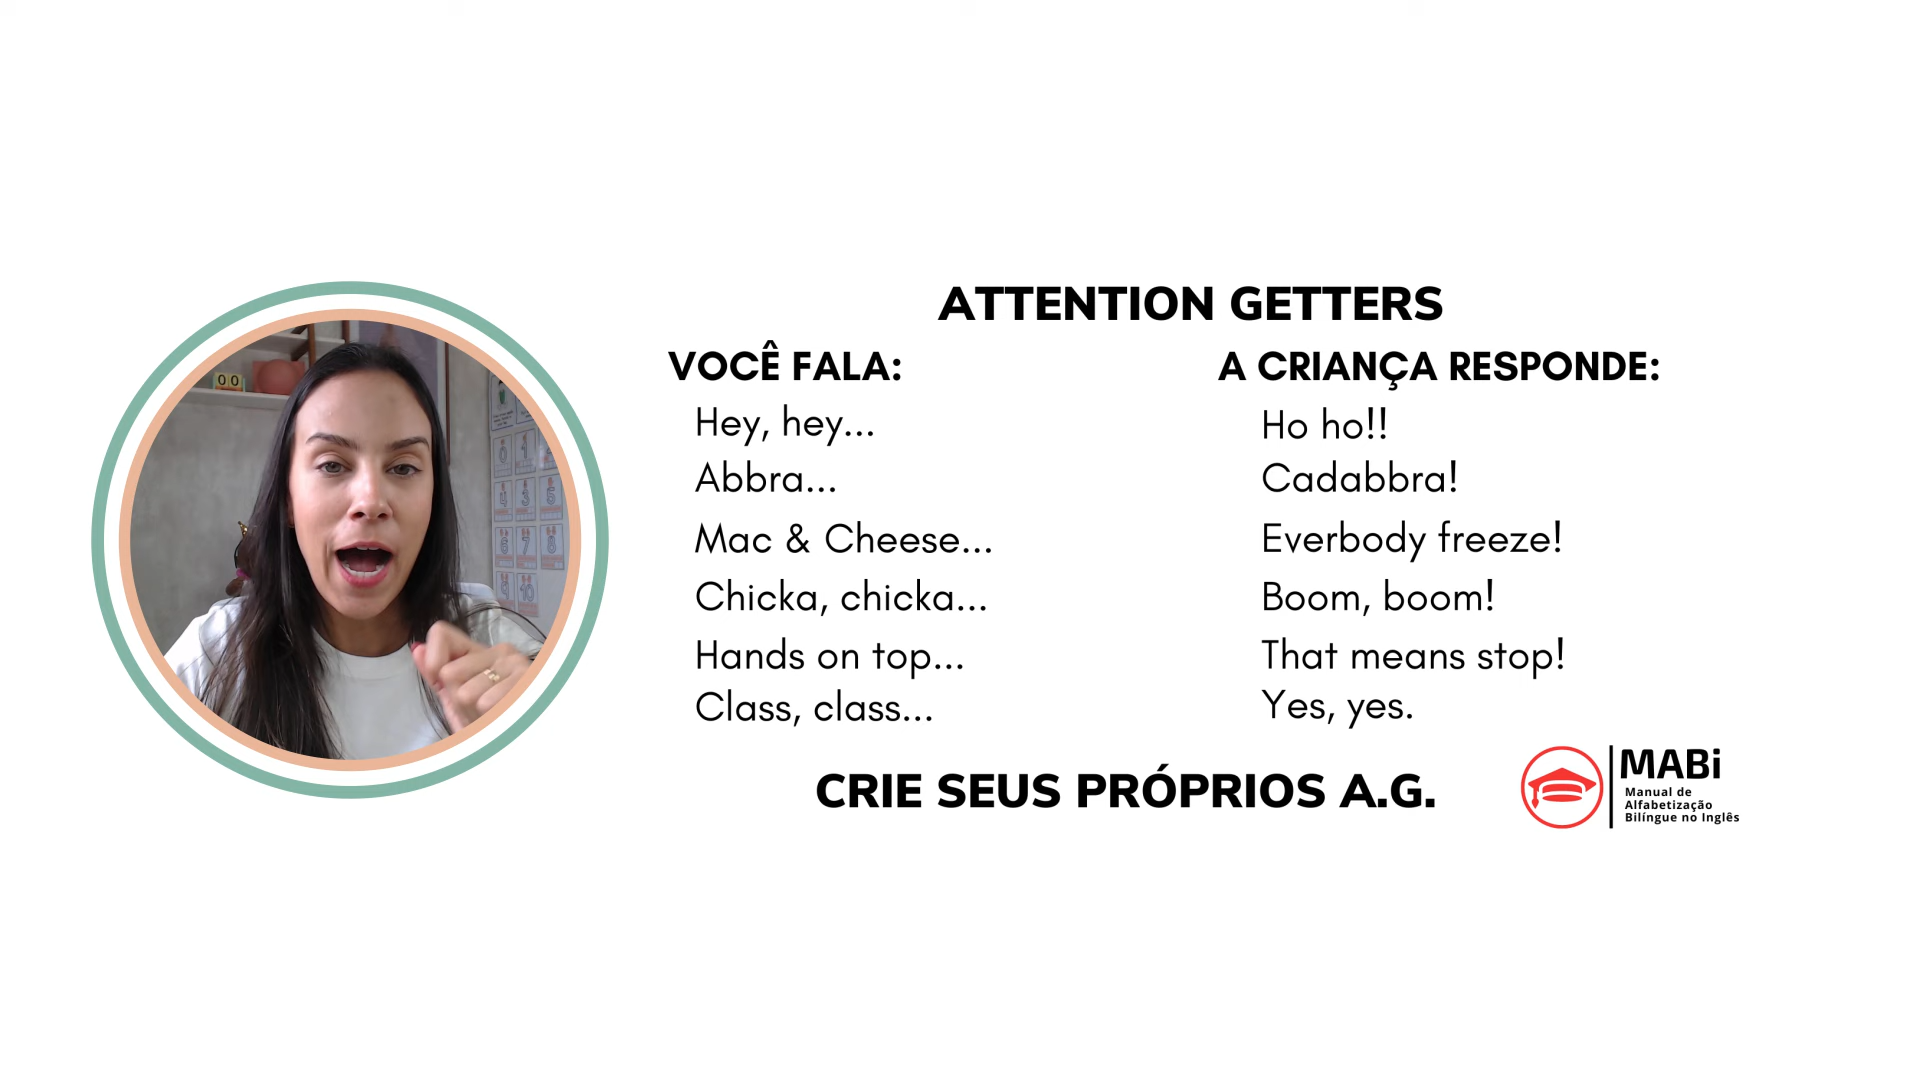 ATTENTION GETTERS
VOCÊ FALA: A CRIANÇA RESPONDE:
Hey, hey... Ho ho!!
Abbra... Cadabbra!
Mac & Cheese... Everbody freeze!
Chicka, chicka... Boom, boom!
Hands on top... That means stop!
Class, class... Yes, yes.
CRIE SEUS PRÓPRIOS A.G.
MABi
Manual de
Alfabetização
Bilíngue no Inglês
00